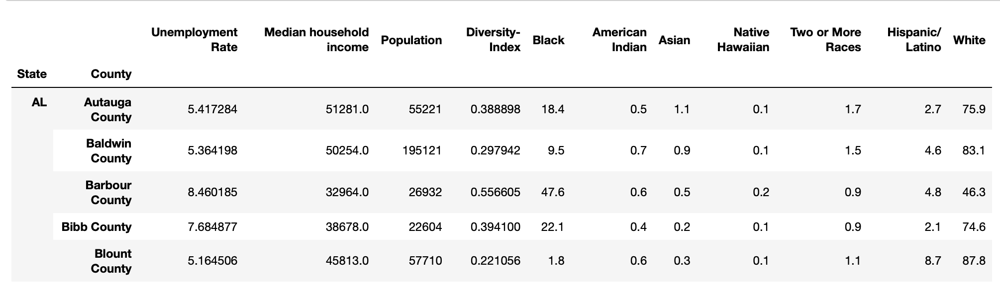 Unemployment Rate Median household income Population Diversity-Index Black American Indian Asian Native Hawaiian Two or More Races Hispanic/Latino White
State County
AL Autauga County 5.417284 51281.0 55221 0.388898 18.4 0.5 1.1 0.1 1.7 2.7 75.9
Baldwin County 5.364198 50254.0 195121 0.297942 9.5 0.7 0.9 0.1 1.5 4.6 83.1
Barbour County 8.460185 32964.0 26932 0.556605 47.6 0.6 0.5 0.2 0.9 4.8 46.3
Bibb County 7.684877 38678.0 22604 0.394100 22.1 0.4 0.2 0.1 0.9 2.1 74.6
Blount County 5.164506 45813.0 57710 0.221056 1.8 0.6 0.3 0.1 1.1 8.7 87.8